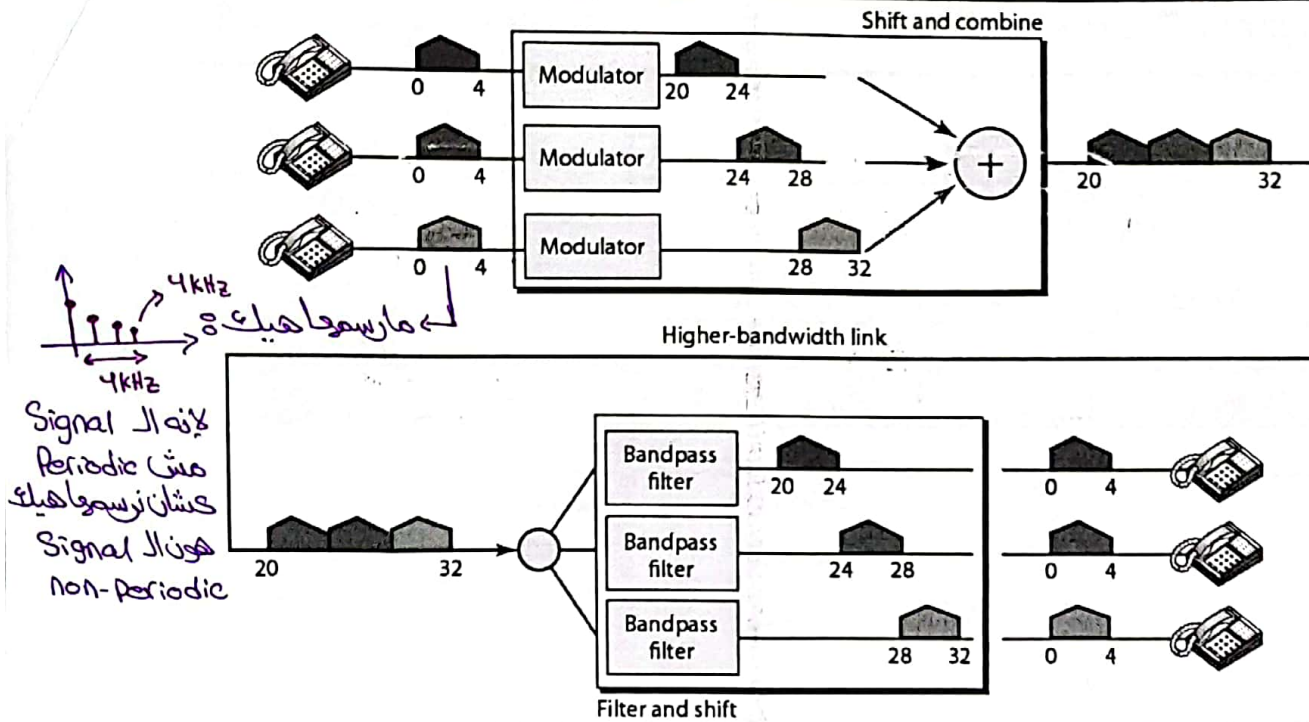 Shift and combine
0 4
Modulator
20 24
0 4
Modulator
24 28
+
20 32
0 4
Modulator
28 32
4kHz
4kHz
ما رسمها هيك :
Higher-bandwidth link
لإنه ال Signal
مش Periodic
عشان نرسمها هيك
هون ال Signal
non-Periodic
20 32
Bandpass
filter
20 24
0 4
Bandpass
filter
24 28
0 4
Bandpass
filter
28 32
0 4
Filter and shift